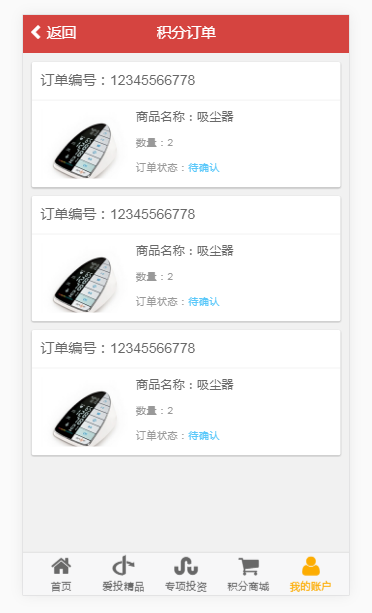 返回 积分订单
订单编号：12345566778
商品名称：吸尘器
数量：2
订单状态：待确认
订单编号：12345566778
商品名称：吸尘器
数量：2
订单状态：待确认
订单编号：12345566778
商品名称：吸尘器
数量：2
订单状态：待确认
首页 爱投精品 专项投资 积分商城 我的账户